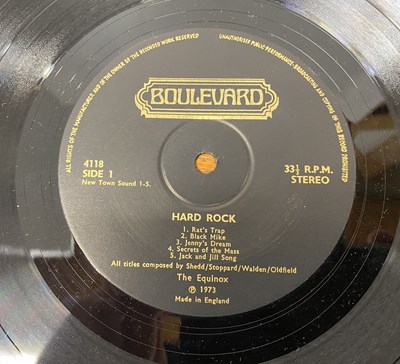 ALL RIGHTS OF THE MANUFACTURER AND OF THE OWNER OF THE RECORDED WORK RESERVED
UNAUTHORISED PUBLIC PERFORMANCE, BROADCASTING AND COPYING OF THIS RECORD PROHIBITED
BOULEVARD
4118
SIDE 1
New Town Sound 1-5.
33⅓ R.P.M.
STEREO
HARD ROCK
1. Rat's Trap
2. Black Mike
3. Jenny's Dream
4. Secrets of the Mass
5. Jack and Jill Song
All titles composed by Shedd/Stoppard/Walden/Oldfield
The Equinox
℗ 1973
Made in England